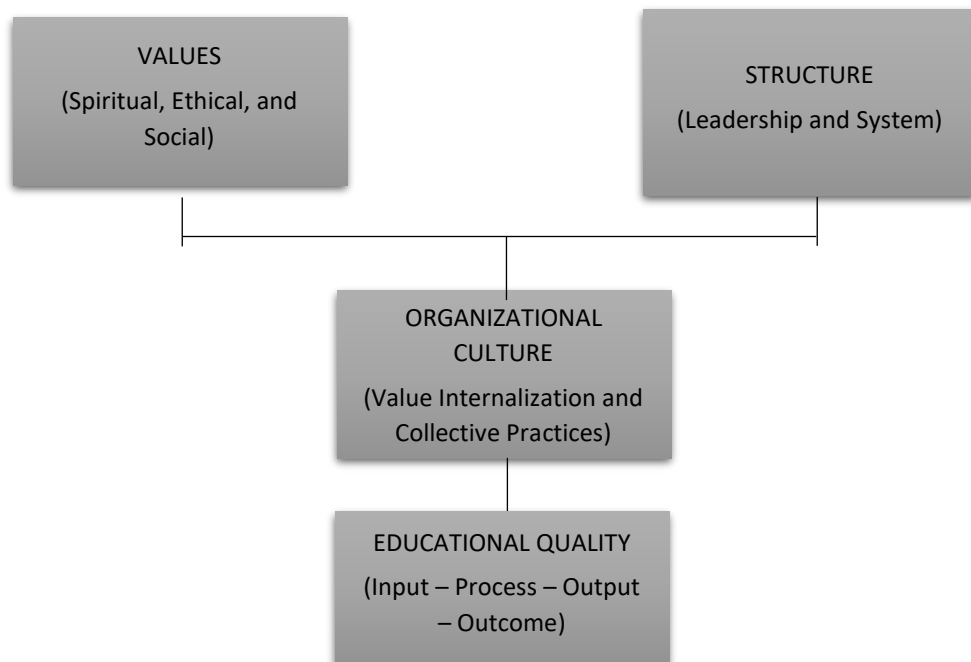 VALUES
(Spiritual, Ethical, and
Social)
STRUCTURE
(Leadership and System)
ORGANIZATIONAL
CULTURE
(Value Internalization and
Collective Practices)
EDUCATIONAL QUALITY
(Input – Process – Output
– Outcome)